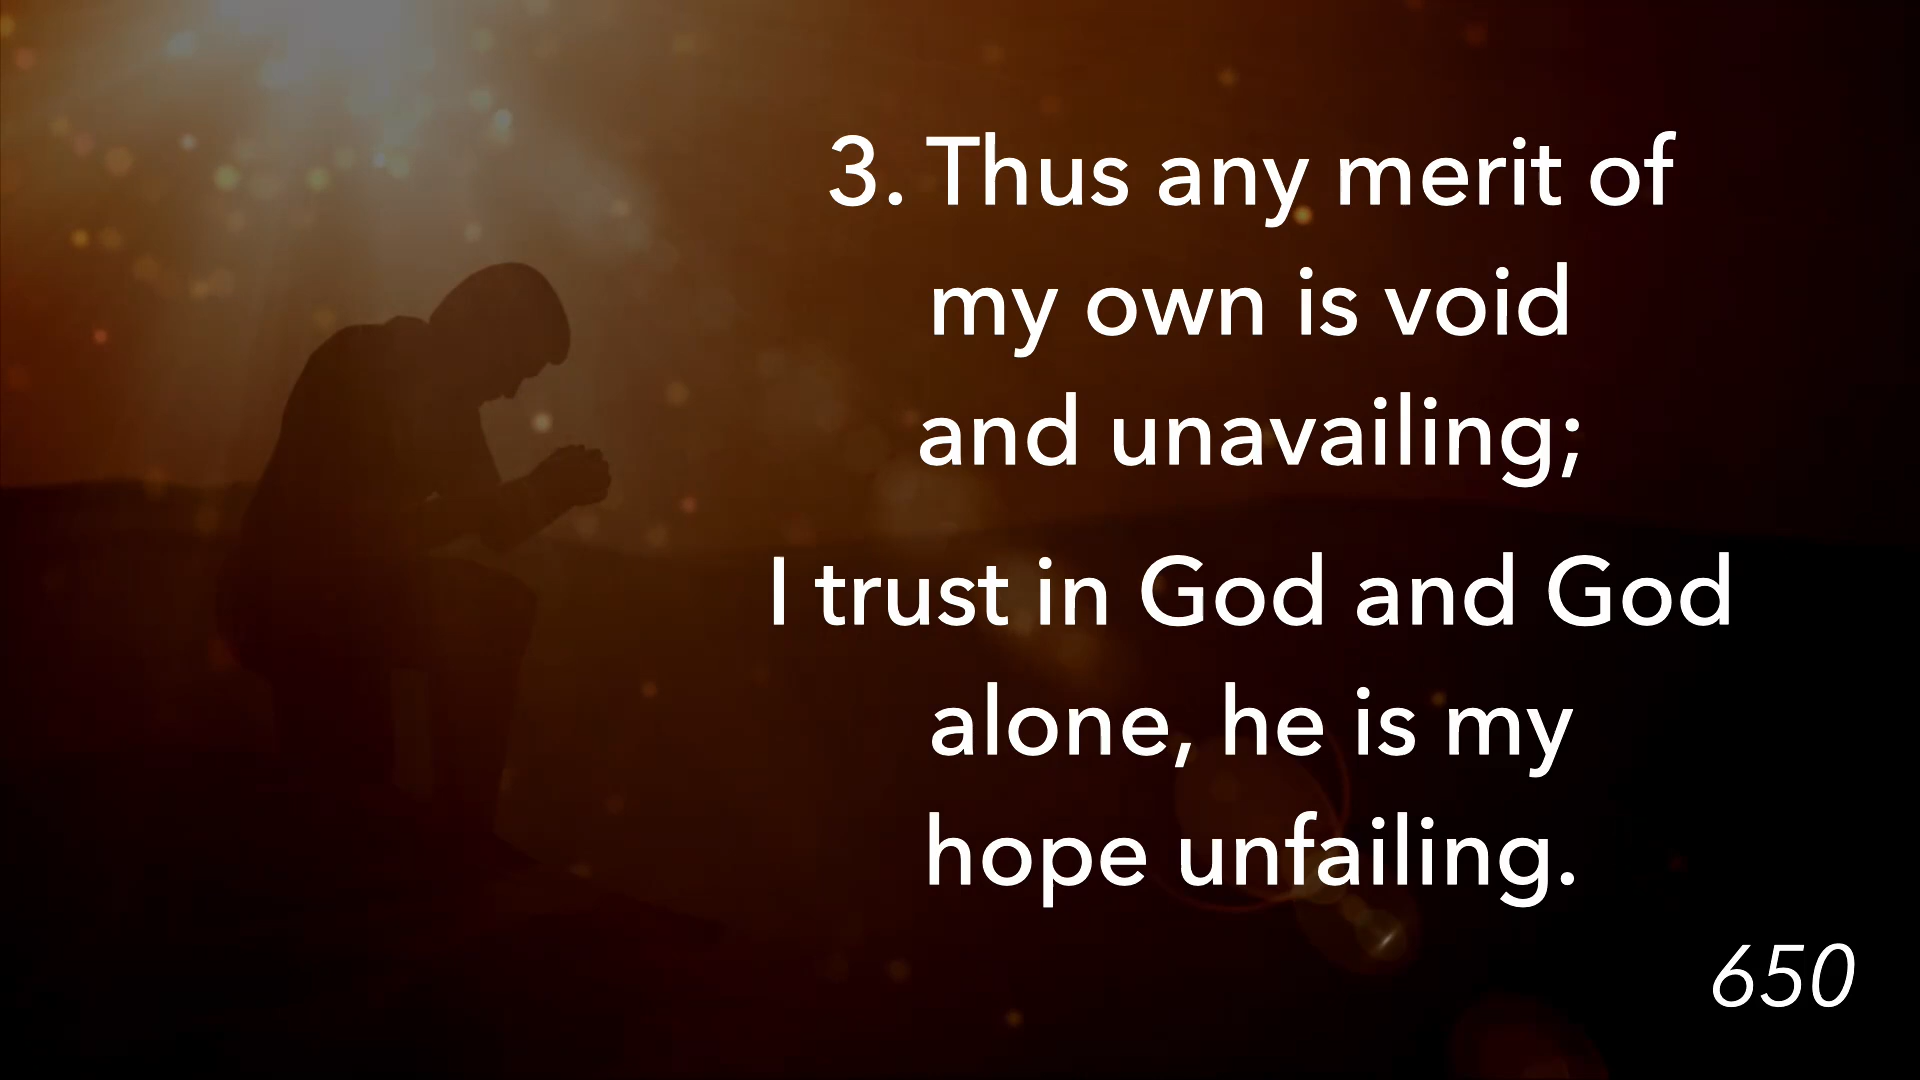 3. Thus any merit of
my own is void
and unavailing;
I trust in God and God
alone, he is my
hope unfailing.
650